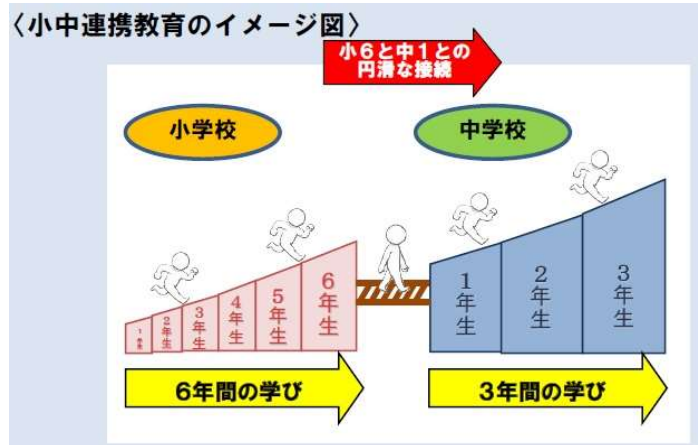 〈小中連携教育のイメージ図〉
小6と中1との
円滑な接続
小学校
中学校
1年生
2年生
3年生
4年生
5年生
6年生
1年生
2年生
3年生
6年間の学び
3年間の学び